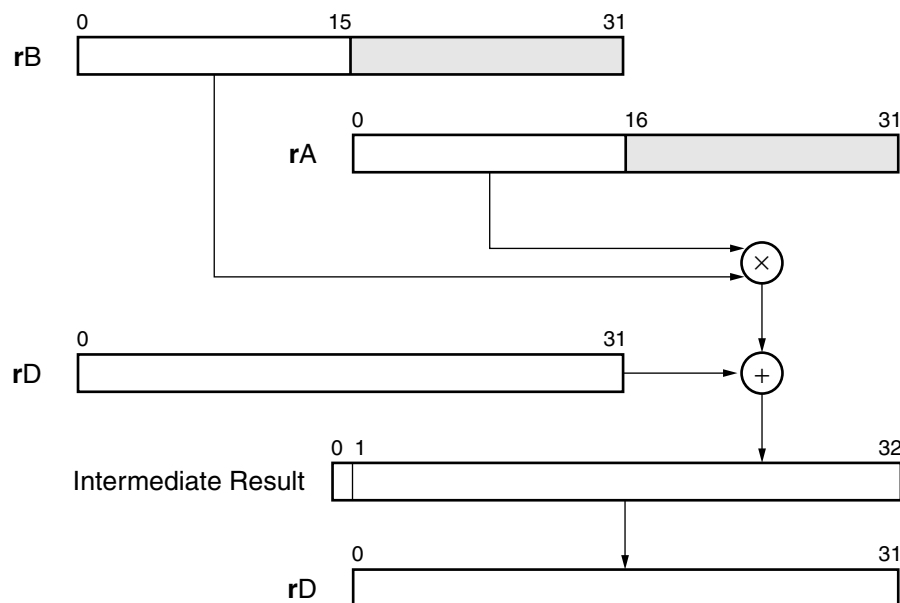 0 15 31
rB
0 16 31
rA
×
0 31
rD
+
0 1 32
Intermediate Result
0 31
rD